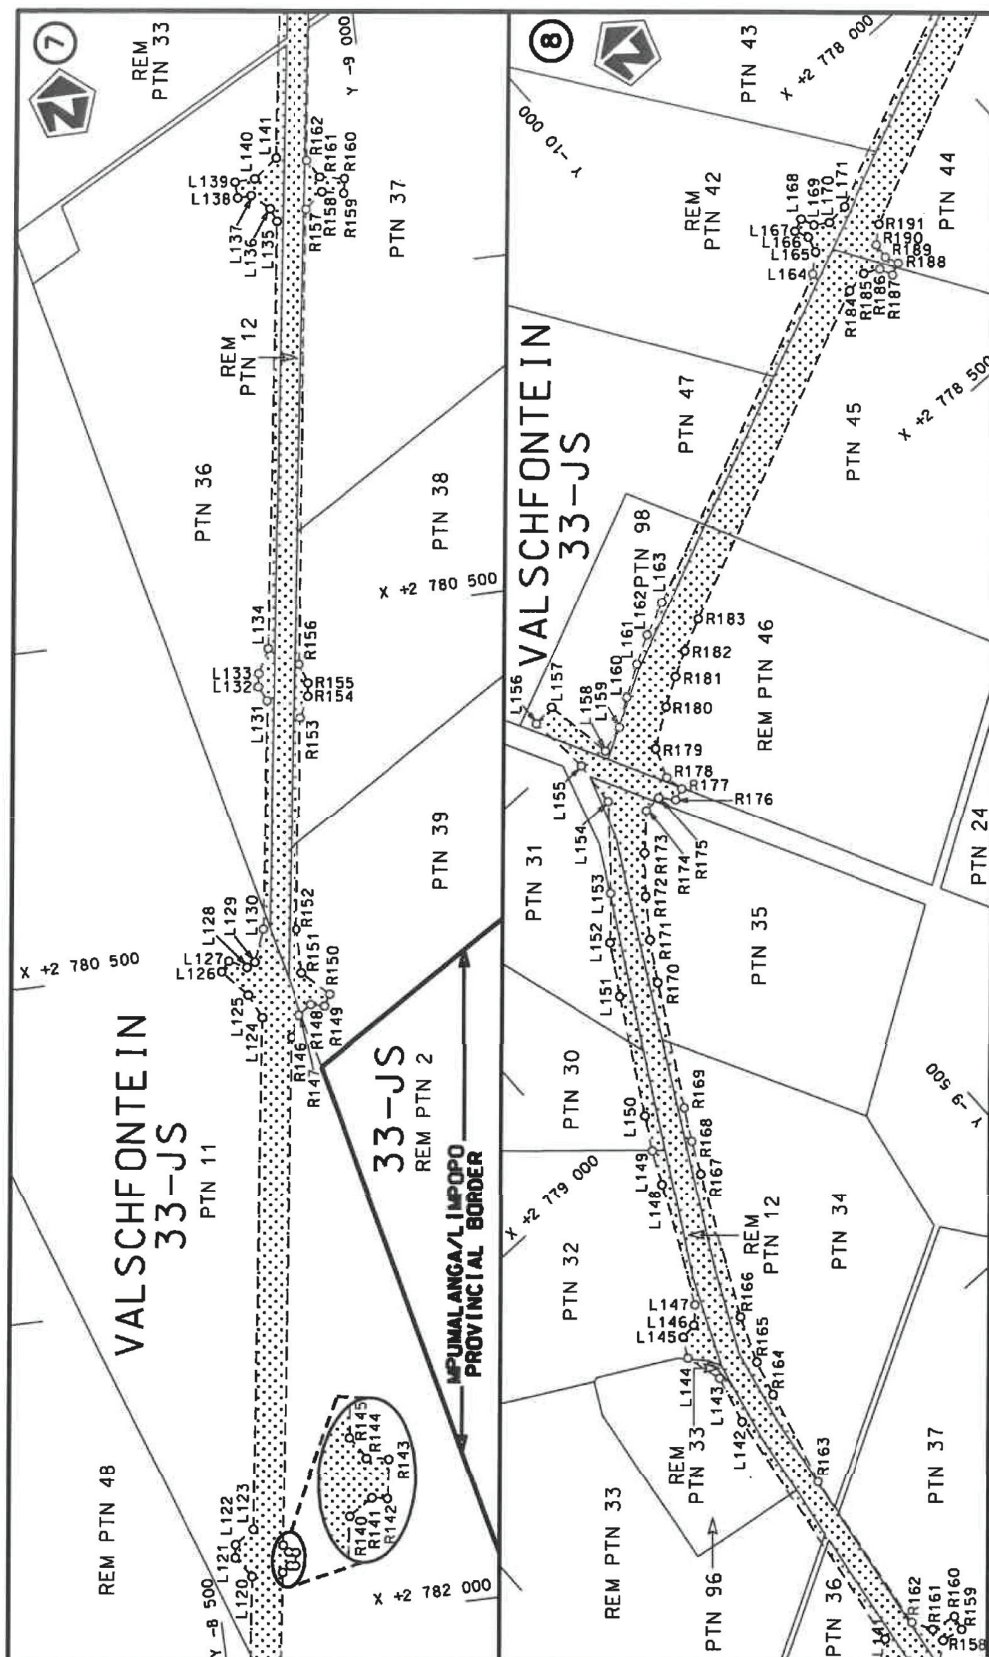 7
REM
PTN 33
Y -9 000
L141
L140
L139
L138
L137
L136
L135
R162
R161
R160
R159
R158
R157
PTN 37
REM
PTN 12
PTN 36
PTN 38
X +2 780 500
L134
L133
L132
L131
R156
R155
R154
R153
PTN 39
L130
L129
L128
L127
L126
L125
L124
R152
R151
R150
R149
R148
R147
R146
X +2 780 500
VALSCHFONTEIN
33-JS
PTN 11
33-JS
REM PTN 2
MPUMALANGA/LIMPOPO
PROVINCIAL BORDER
REM PTN 48
L123
L122
L121
L120
R145
R144
R143
R142
R141
R140
Y -8 500
X +2 782 000
8
Y -10 000
X +2 778 000
PTN 43
REM
PTN 42
PTN 44
L171
L170
L169
L168
L167
L166
L165
L164
R191
R190
R189
R188
R187
R186
R185
R184
X +2 778 500
PTN 47
PTN 45
VALSCHFONTEIN
33-JS
PTN 98
L163
L162
L161
L160
L159
L158
L157
L156
L155
L154
R183
R182
R181
R180
R179
R178
R177
R176
R175
R174
R173
R172
R171
R170
REM PTN 46
PTN 24
PTN 31
L153
L152
L151
PTN 35
PTN 30
L150
L149
L148
R169
R168
R167
Y -9 500
X +2 779 000
PTN 32
REM
PTN 12
PTN 34
L147
L146
L145
L144
L143
L142
R166
R165
R164
R163
REM
PTN 33
REM PTN 33
PTN 96
PTN 37
PTN 36
L141
R162
R161
R160
R159
R158